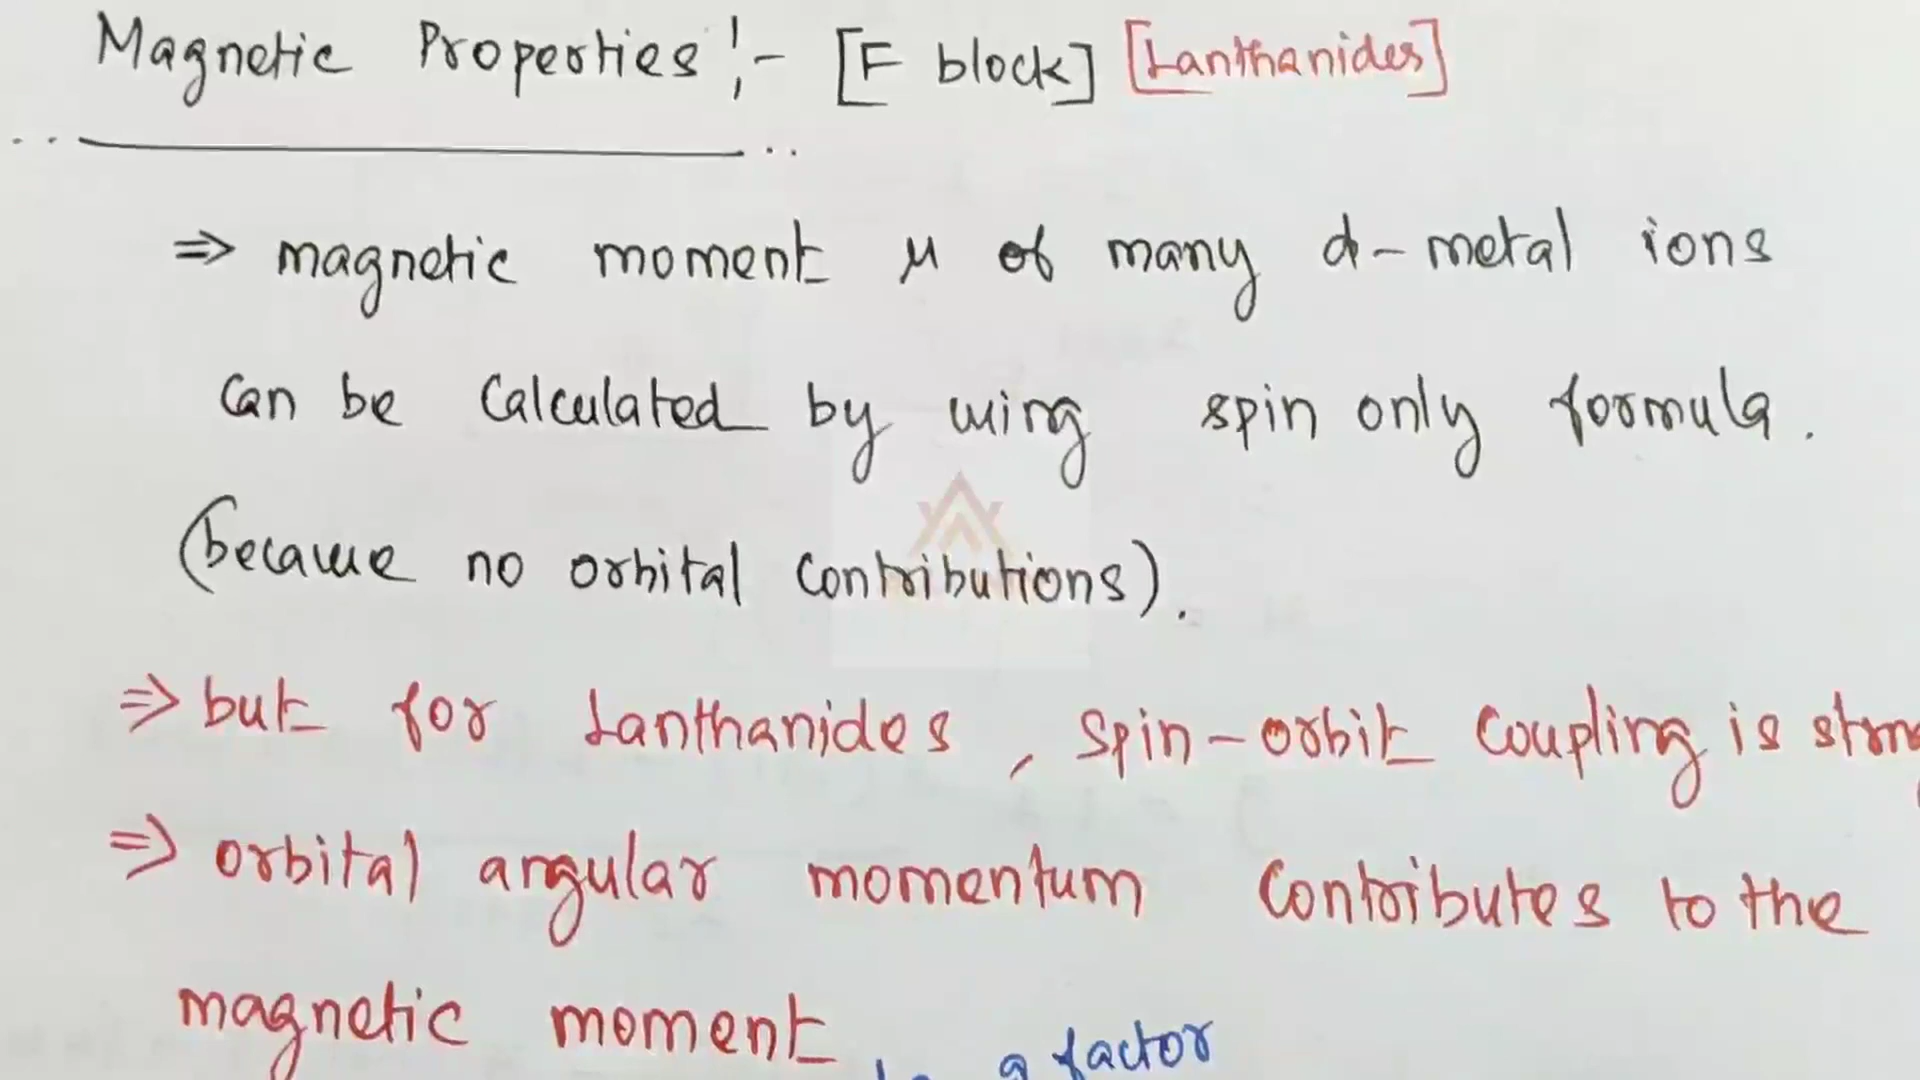 Magnetic Properties :- [F block] [Lanthanides]
⇒ magnetic moment μ of many d-metal ions
can be calculated by using spin only formula.
(because no orbital contributions).
⇒ but for Lanthanides, spin-orbit coupling is
⇒ orbital angular momentum contributes to the
magnetic moment
g factor